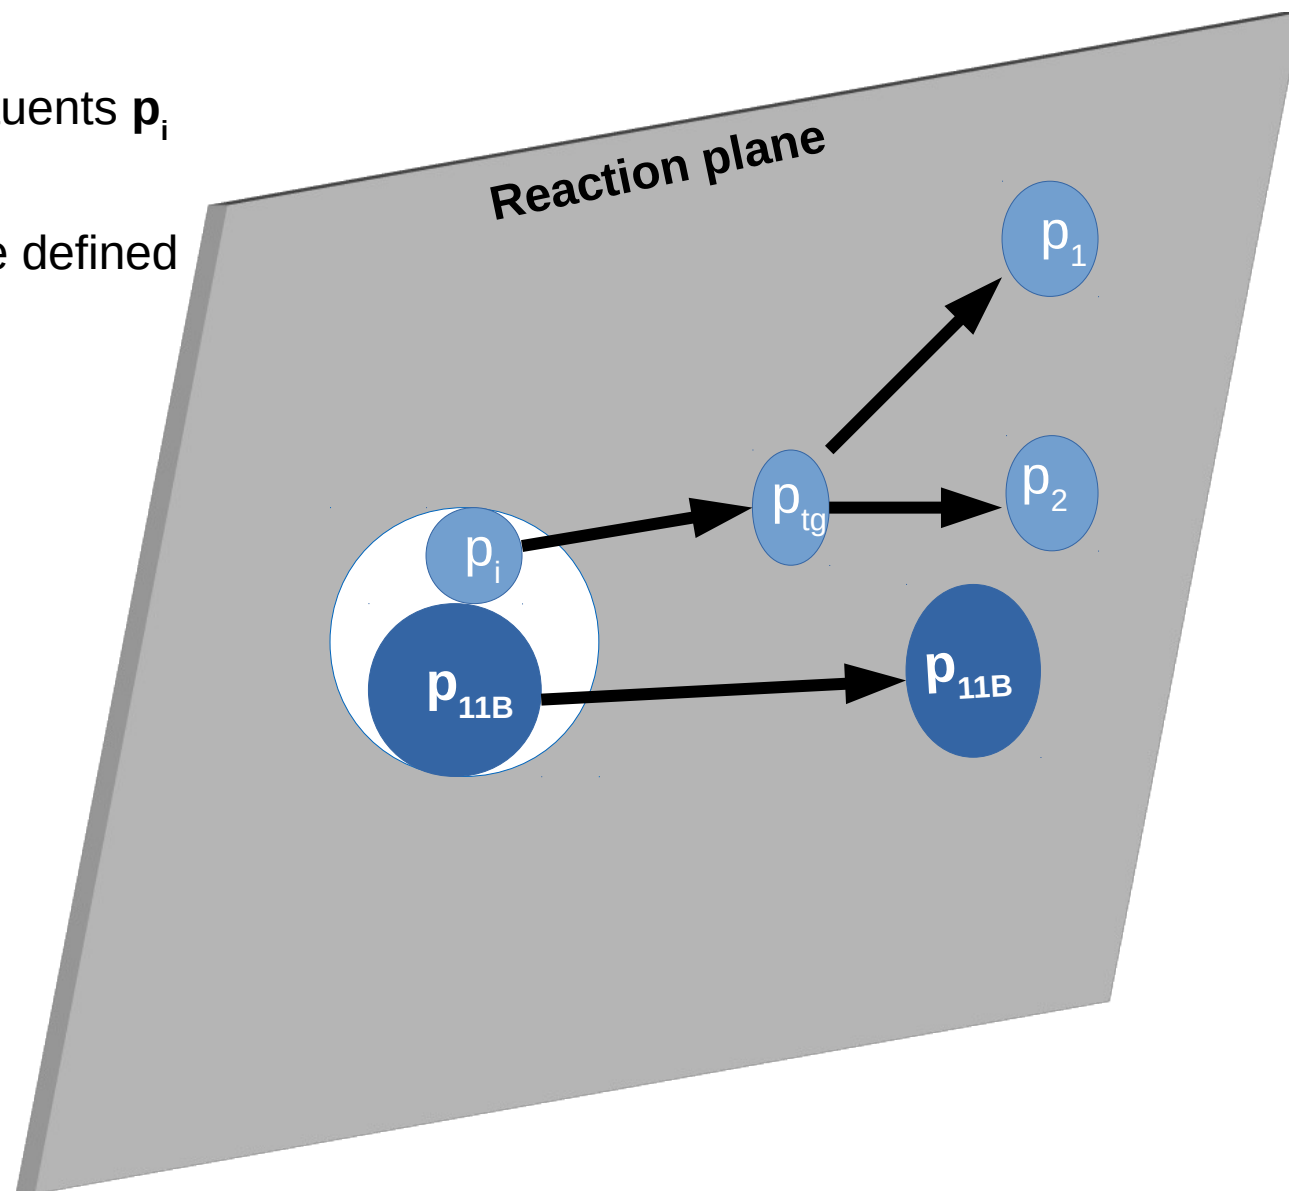 uents pi
Reaction plane
e defined
p1
p2
ptg
pi
p11B
p11B